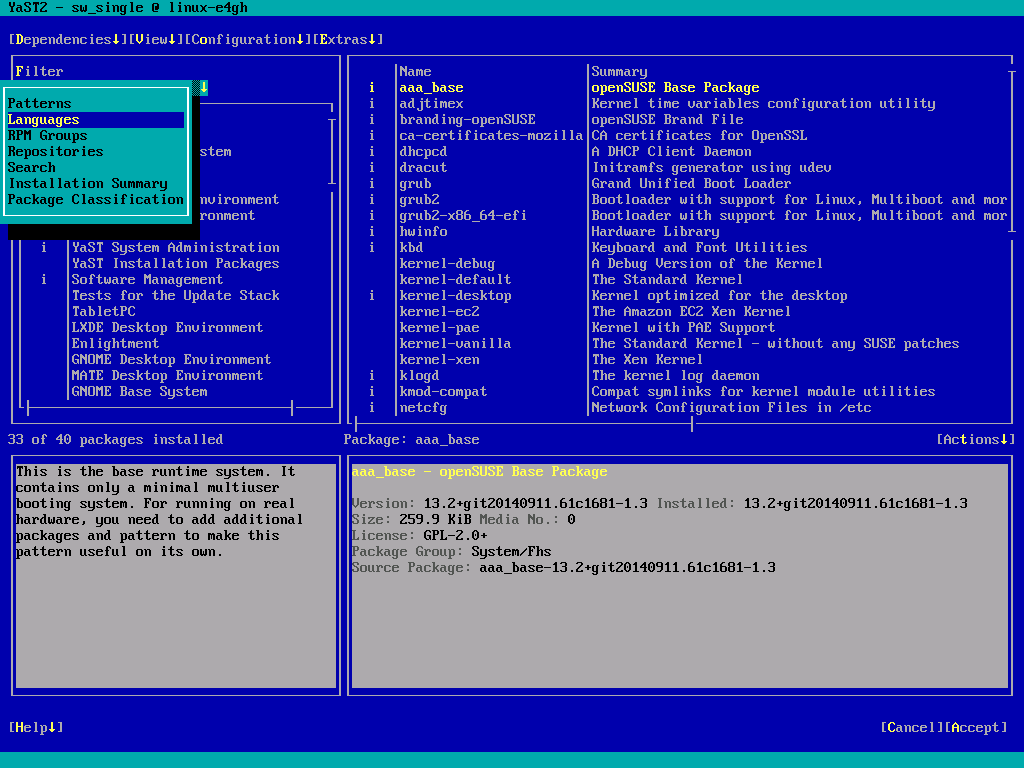 YaST2 - sw_single @ linux-e4gh
[Dependencies↓][View↓][Configuration↓][Extras↓]
Filter
↓
Patterns
Languages
RPM Groups
Repositories
Search
Installation Summary
Package Classification
stem
nvironment
ronment
i YaST System Administration
YaST Installation Packages
i Software Management
Tests for the Update Stack
TabletPC
LXDE Desktop Environment
Enlightment
GNOME Desktop Environment
MATE Desktop Environment
GNOME Base System
Name Summary
i aaa_base openSUSE Base Package
i adjtimex Kernel time variables configuration utility
i branding-openSUSE openSUSE Brand File
i ca-certificates-mozilla CA certificates for OpenSSL
i dhcpcd A DHCP Client Daemon
i dracut Initramfs generator using udev
i grub Grand Unified Boot Loader
i grub2 Bootloader with support for Linux, Multiboot and mor
i grub2-x86_64-efi Bootloader with support for Linux, Multiboot and mor
i hwinfo Hardware Library
i kbd Keyboard and Font Utilities
kernel-debug A Debug Version of the Kernel
kernel-default The Standard Kernel
i kernel-desktop Kernel optimized for the desktop
kernel-ec2 The Amazon EC2 Xen Kernel
kernel-pae Kernel with PAE Support
kernel-vanilla The Standard Kernel - without any SUSE patches
kernel-xen The Xen Kernel
i klogd The kernel log daemon
i kmod-compat Compat symlinks for kernel module utilities
i netcfg Network Configuration Files in /etc
33 of 40 packages installed
Package: aaa_base
[Actions↓]
This is the base runtime system. It
contains only a minimal multiuser
booting system. For running on real
hardware, you need to add additional
packages and pattern to make this
pattern useful on its own.
aaa_base - openSUSE Base Package
Version: 13.2+git20140911.61c1681-1.3 Installed: 13.2+git20140911.61c1681-1.3
Size: 259.9 KiB Media No.: 0
License: GPL-2.0+
Package Group: System/Fhs
Source Package: aaa_base-13.2+git20140911.61c1681-1.3
[Help↓]
[Cancel][Accept]